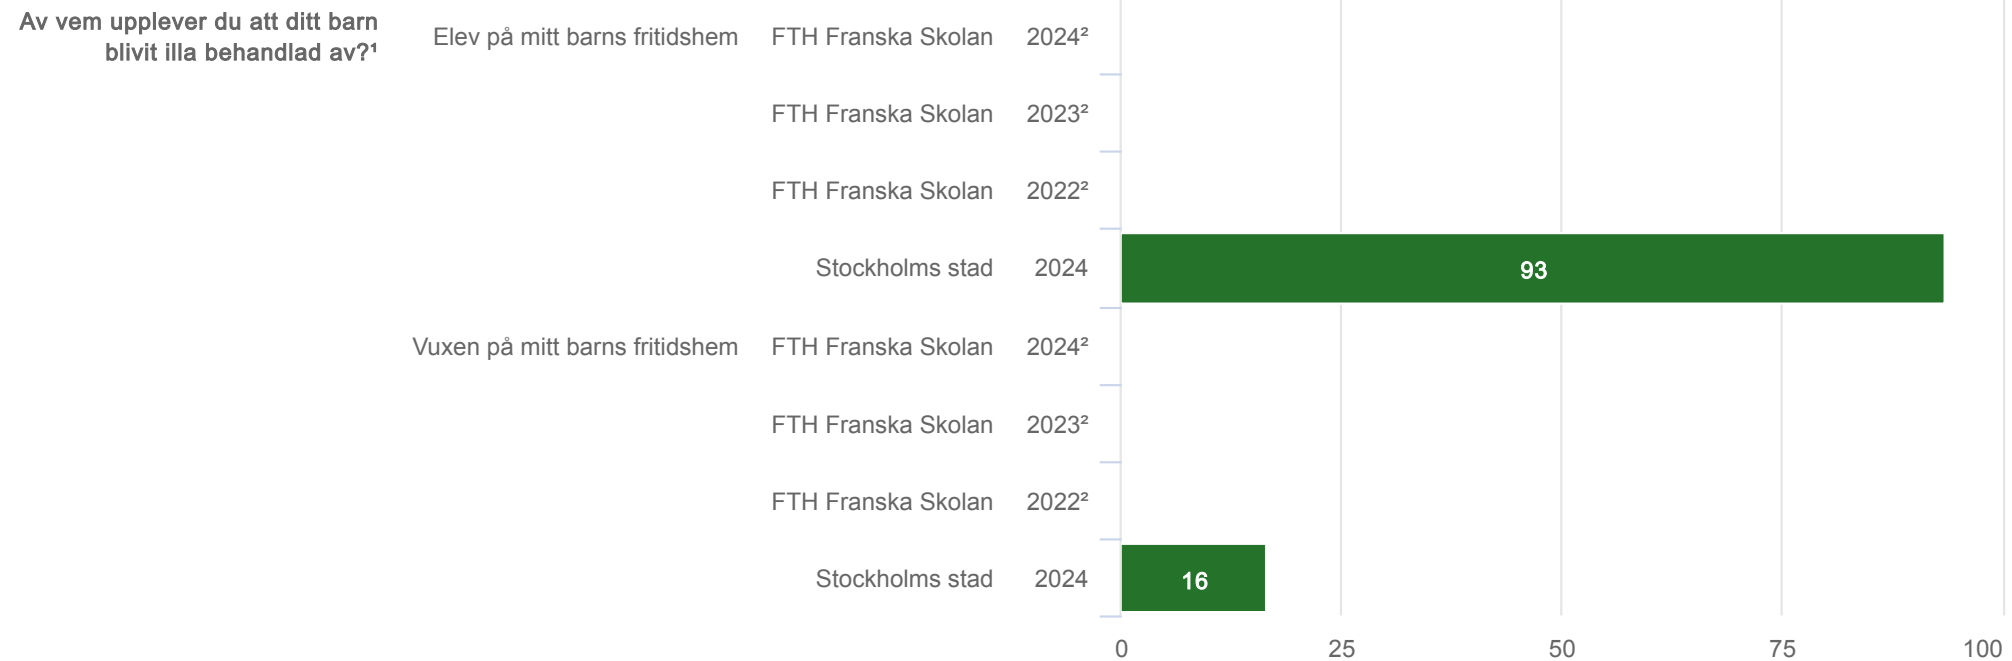 Av vem upplever du att ditt barn
blivit illa behandlad av?¹
Elev på mitt barns fritidshem FTH Franska Skolan 2024²
FTH Franska Skolan 2023²
FTH Franska Skolan 2022²
Stockholms stad 2024 93
Vuxen på mitt barns fritidshem FTH Franska Skolan 2024²
FTH Franska Skolan 2023²
FTH Franska Skolan 2022²
Stockholms stad 2024 16
0 25 50 75 100